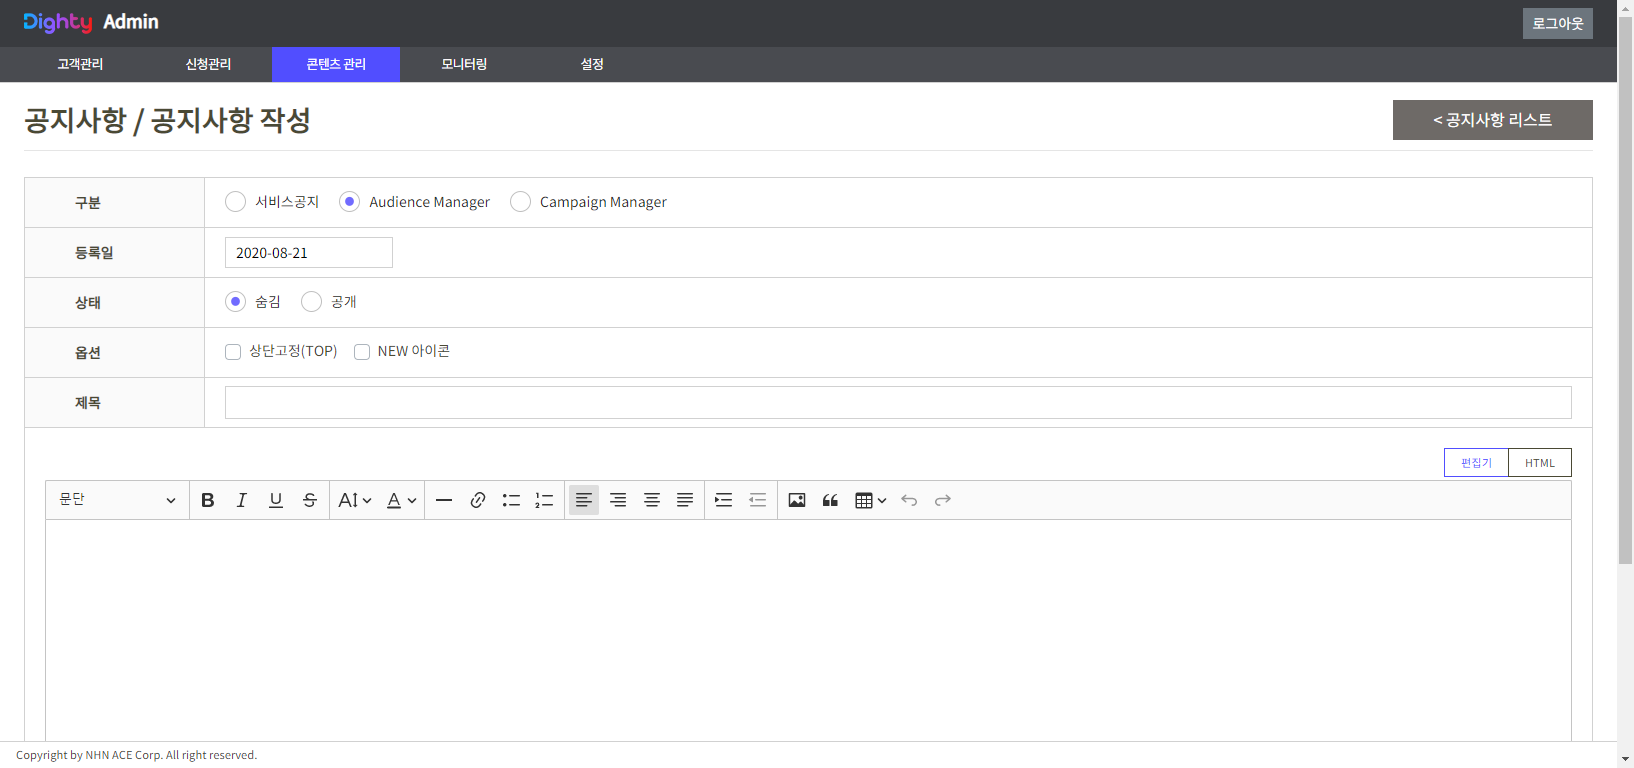 Dighty Admin
로그아웃
고객관리 신청관리 콘텐츠 관리 모니터링 설정
공지사항 / 공지사항 작성
< 공지사항 리스트
구분 서비스공지 Audience Manager Campaign Manager
등록일 2020-08-21
상태 숨김 공개
옵션 상단고정(TOP) NEW 아이콘
제목
편집기 HTML
문단
Copyright by NHN ACE Corp. All right reserved.